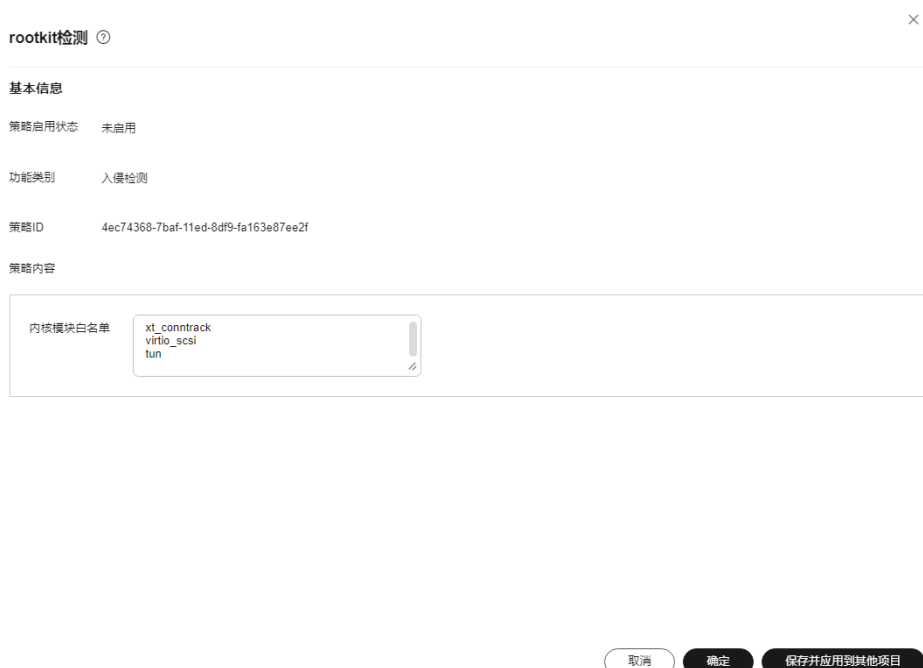 rootkit检测
基本信息
策略启用状态 未启用
功能类别 入侵检测
策略ID 4ec74368-7baf-11ed-8df9-fa163e87ee2f
策略内容
内核模块白名单 xt_conntrack
virtio_scsi
tun
取消 确定 保存并应用到其他项目